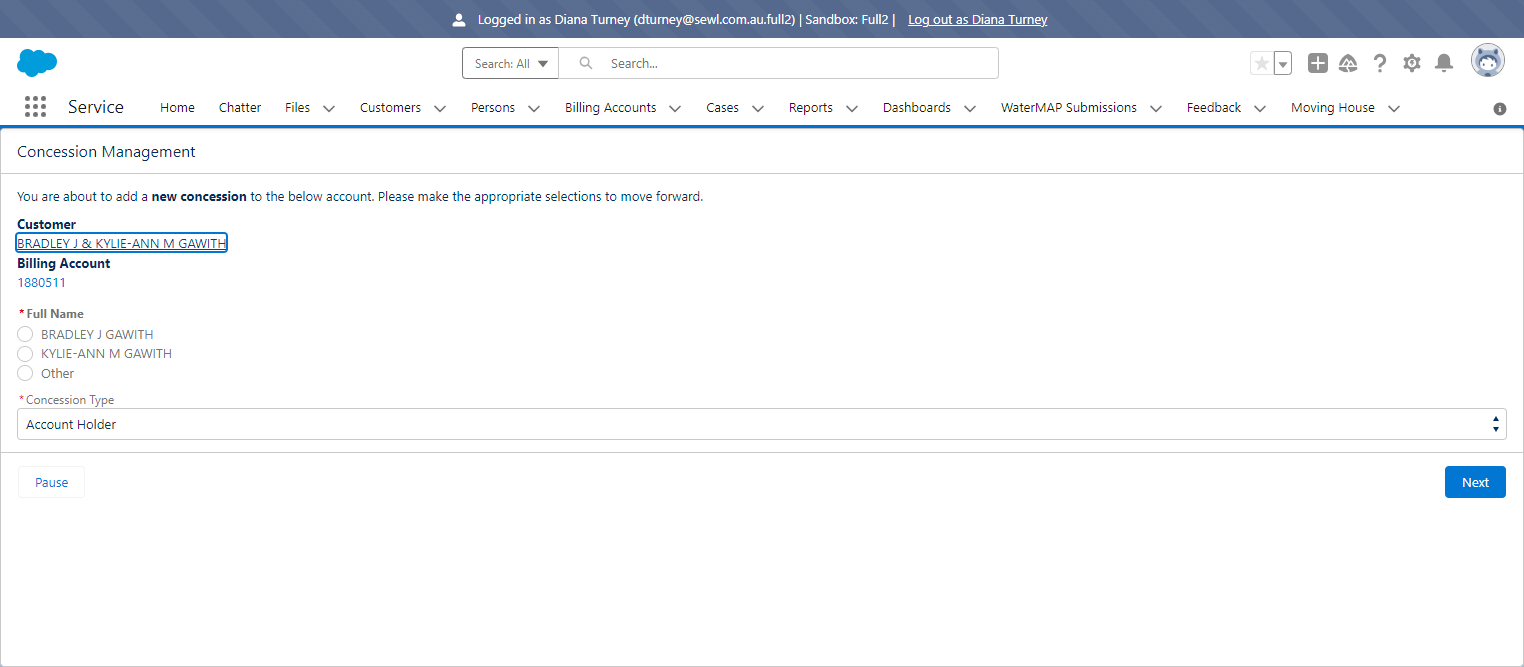 Logged in as Diana Turney (dturney@sewl.com.au.full2) | Sandbox: Full2 | Log out as Diana Turney
Search: All Search...
Service Home Chatter Files Customers Persons Billing Accounts Cases Reports Dashboards WaterMAP Submissions Feedback Moving House
Concession Management
You are about to add a new concession to the below account. Please make the appropriate selections to move forward.
Customer
BRADLEY J & KYLIE-ANN M GAWITH
Billing Account
1880511
*Full Name
BRADLEY J GAWITH
KYLIE-ANN M GAWITH
Other
*Concession Type
Account Holder
Pause Next